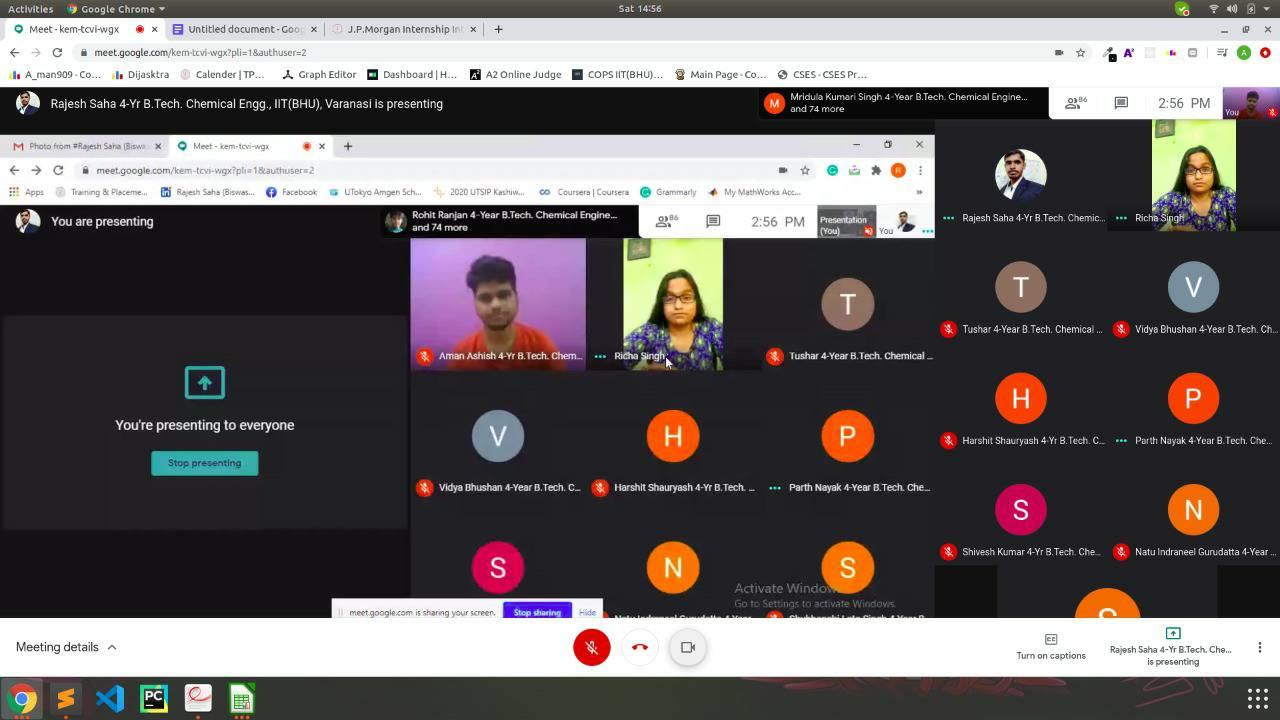 Activities
Google Chrome
Sat 14:56
Meet - kem-tcvi-wgx
Untitled document - Goo
J.P.Morgan Internship In
meet.google.com/kem-tcvi-wgx?pli=1&authuser=2
A
A_man909 - Co...
Dijasktra
Calender | TP...
Graph Editor
Dashboard | H...
A2 Online Judge
COPS IIT(BHU)...
Main Page - Co...
CSES - CSES Pr...
Rajesh Saha 4-Yr B.Tech. Chemical Engg., IIT(BHU), Varanasi is presenting
M
Mridula Kumari Singh 4-Year B.Tech. Chemical Engine...
and 74 more
86
2:56 PM
You
Photo from #Rajesh Saha (Biswa
Meet - kem-tcvi-wgx
meet.google.com/kem-tcvi-wgx?pli=1&authuser=2
R
Apps
Training & Placeme...
Rajesh Saha (Biswas...
Facebook
UTokyo Amgen Sch...
2020 UTSIP Kashiw...
Coursera | Coursera
Grammarly
My MathWorks Acc...
You are presenting
Rohit Ranjan 4-Year B.Tech. Chemical Engine...
and 74 more
86
2:56 PM
Presentation
(You)
You
You're presenting to everyone
Stop presenting
Aman Ashish 4-Yr B.Tech. Chem...
Richa Singh
T
Tushar 4-Year B.Tech. Chemical ...
V
Vidya Bhushan 4-Year B.Tech. C...
H
Harshit Shauryash 4-Yr B.Tech. ...
P
Parth Nayak 4-Year B.Tech. Che...
S
N
S
Natu Indraneel Gurudatta 4-Year
Activate Window
Go to Settings to activate Windows.
meet.google.com is sharing your screen.
Stop sharing
Hide
Rajesh Saha 4-Yr B.Tech. Chemic...
Richa Singh
T
Tushar 4-Year B.Tech. Chemical ...
V
Vidya Bhushan 4-Year B.Tech. Ch...
H
Harshit Shauryash 4-Yr B.Tech. C...
P
Parth Nayak 4-Year B.Tech. Che...
S
Shivesh Kumar 4-Yr B.Tech. Che...
N
Natu Indraneel Gurudatta 4-Year ...
S
Meeting details
Turn on captions
Rajesh Saha 4-Yr B.Tech. Che...
is presenting
PC